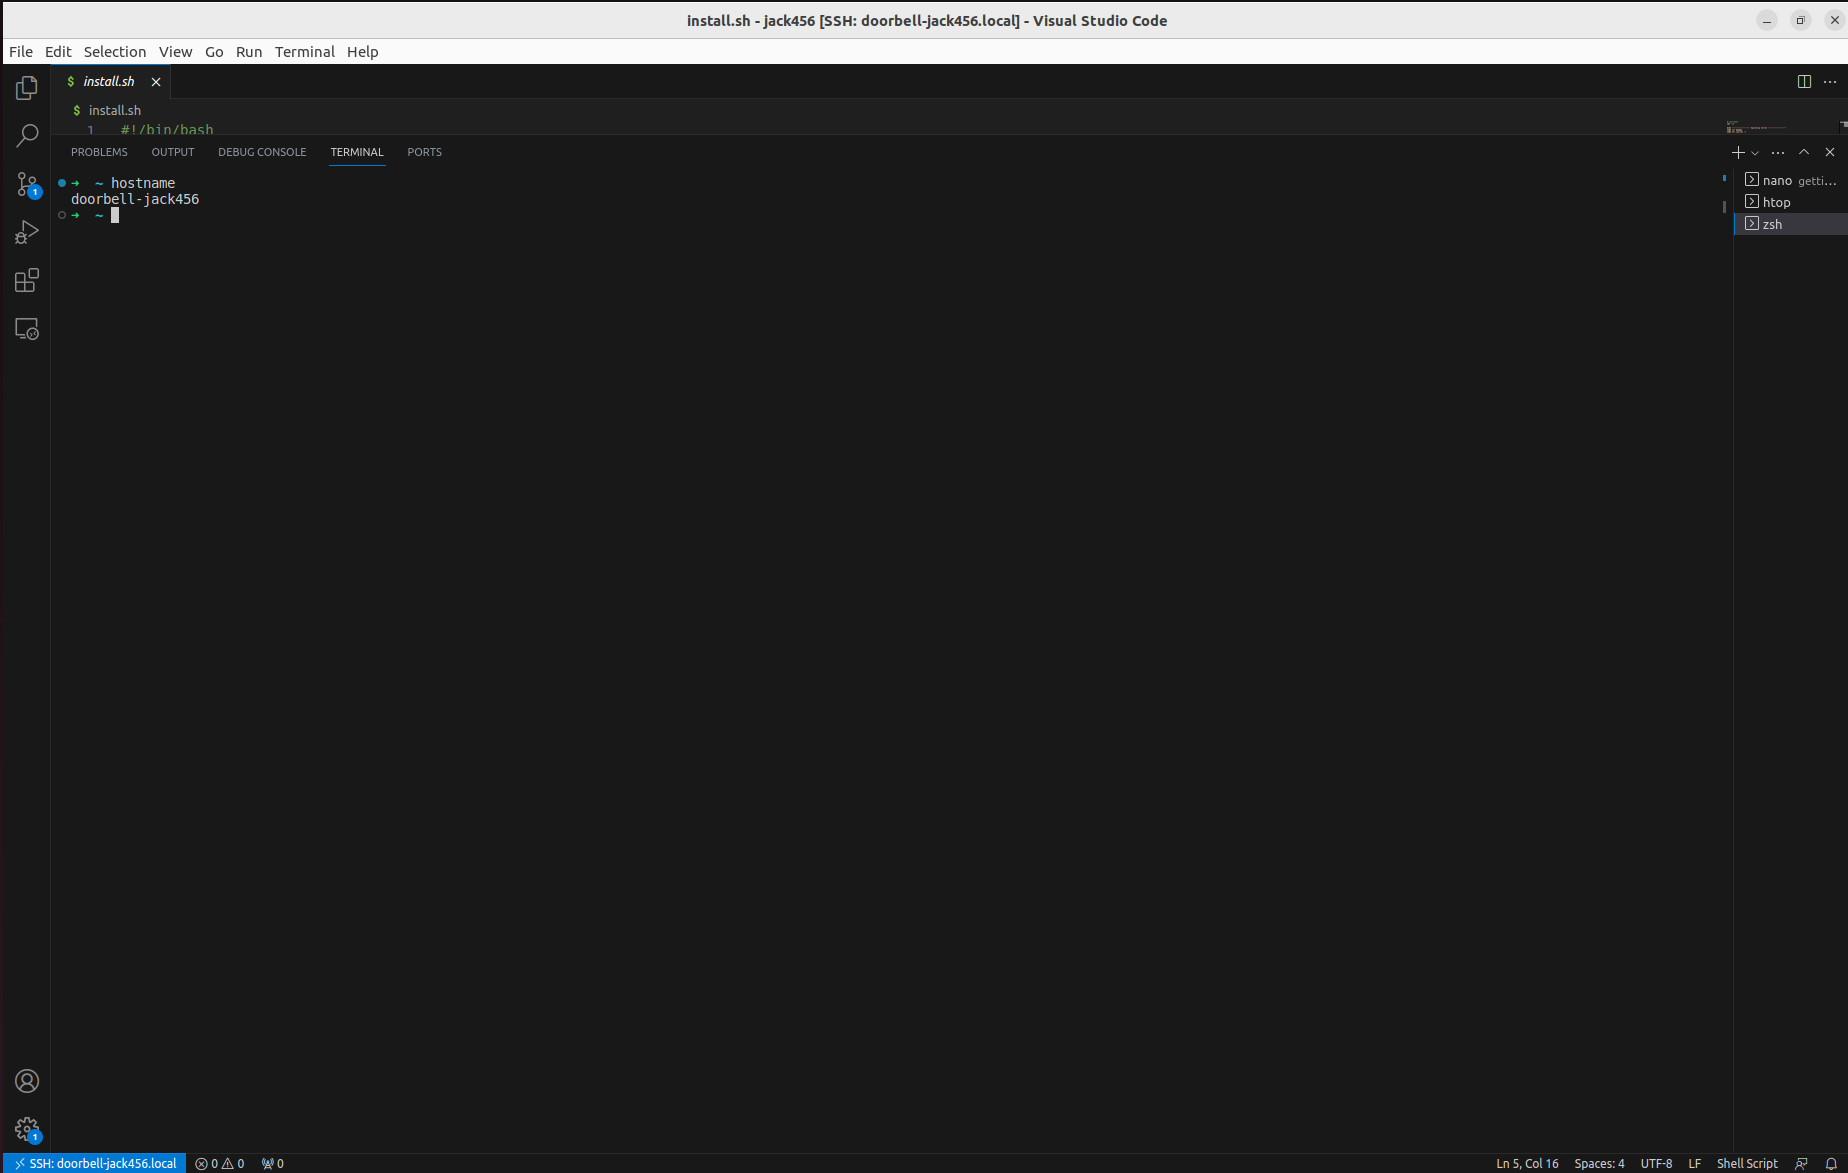 install.sh - jack456 [SSH: doorbell-jack456.local] - Visual Studio Code
File Edit Selection View Go Run Terminal Help
$ install.sh
$ install.sh
1 #!/bin/bash
PROBLEMS OUTPUT DEBUG CONSOLE TERMINAL PORTS
➜ ~ hostname
doorbell-jack456
➜ ~
nano getti...
htop
zsh
1
1
SSH: doorbell-jack456.local 0 0 0 Ln 5, Col 16 Spaces: 4 UTF-8 LF Shell Script